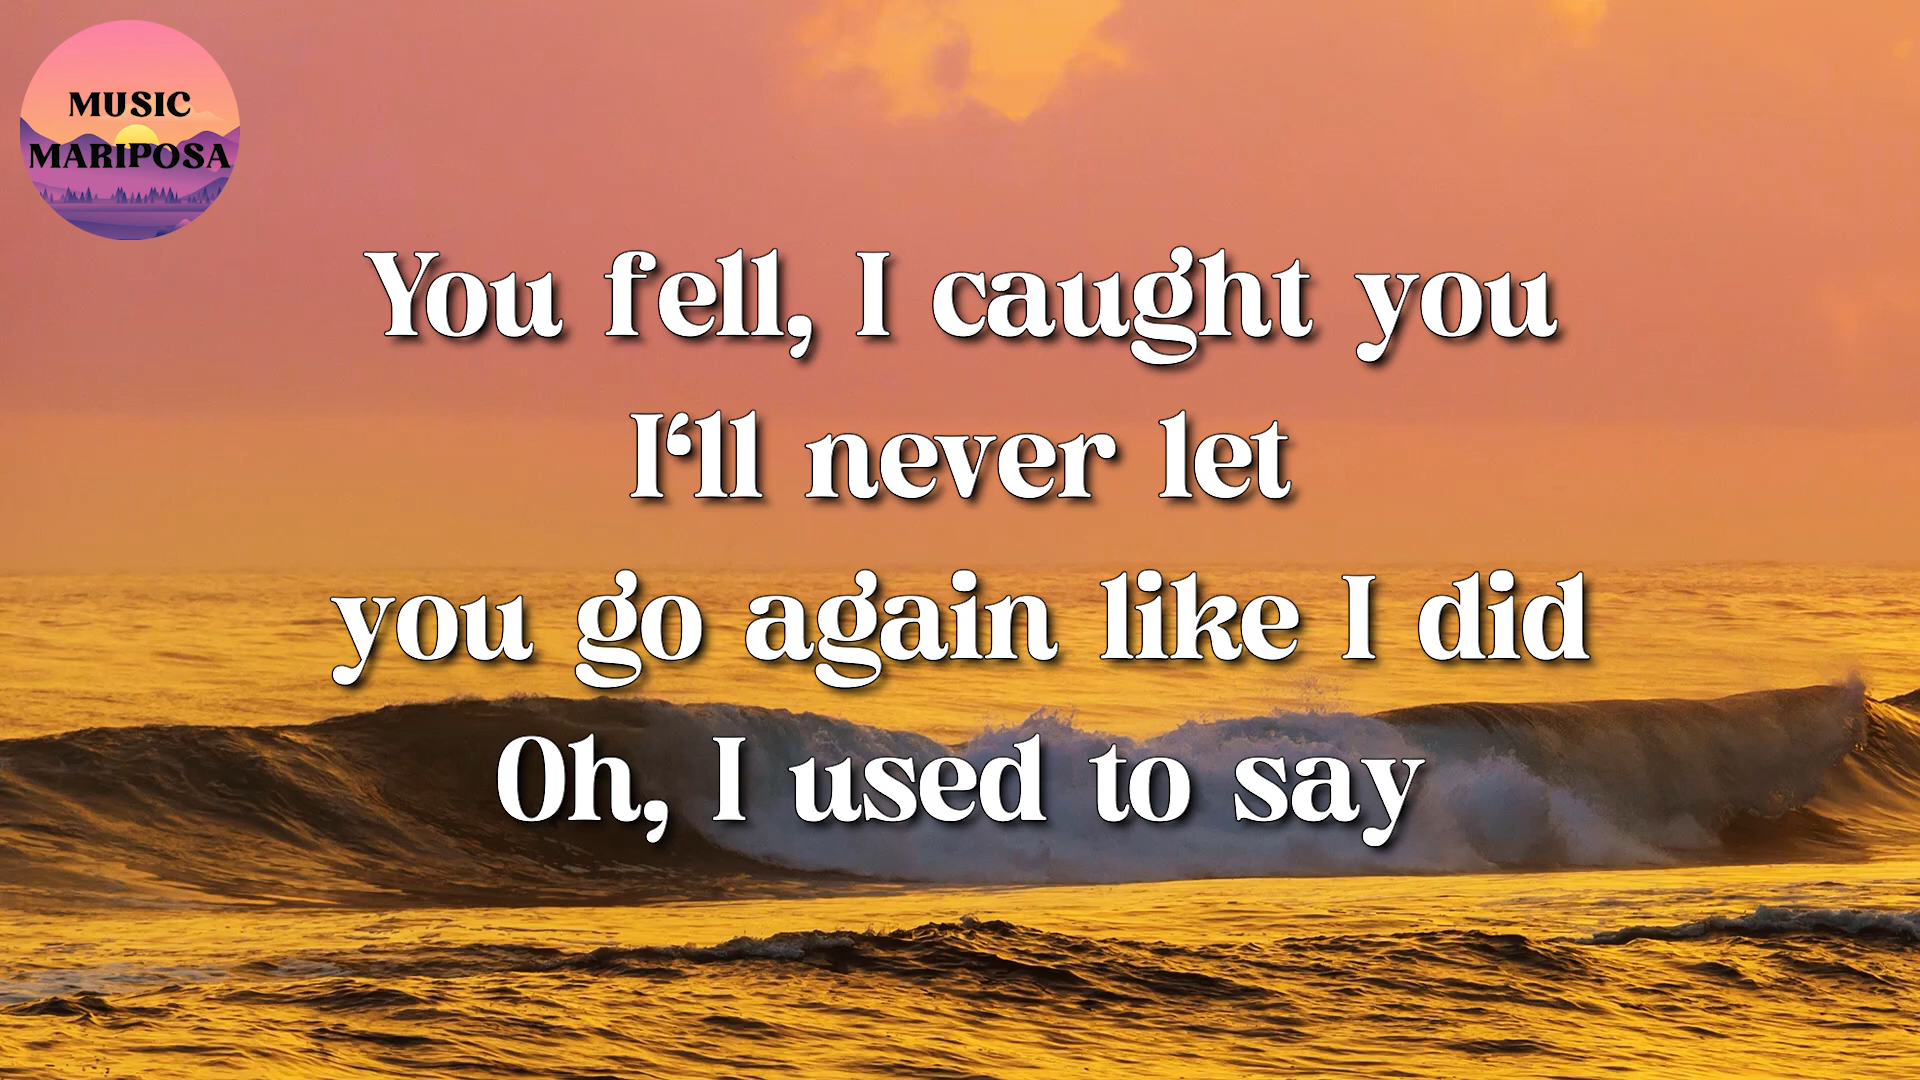 MUSIC
MARIPOSA
You fell, I caught you
I‘ll never let
you go again like I did
Oh, I used to say